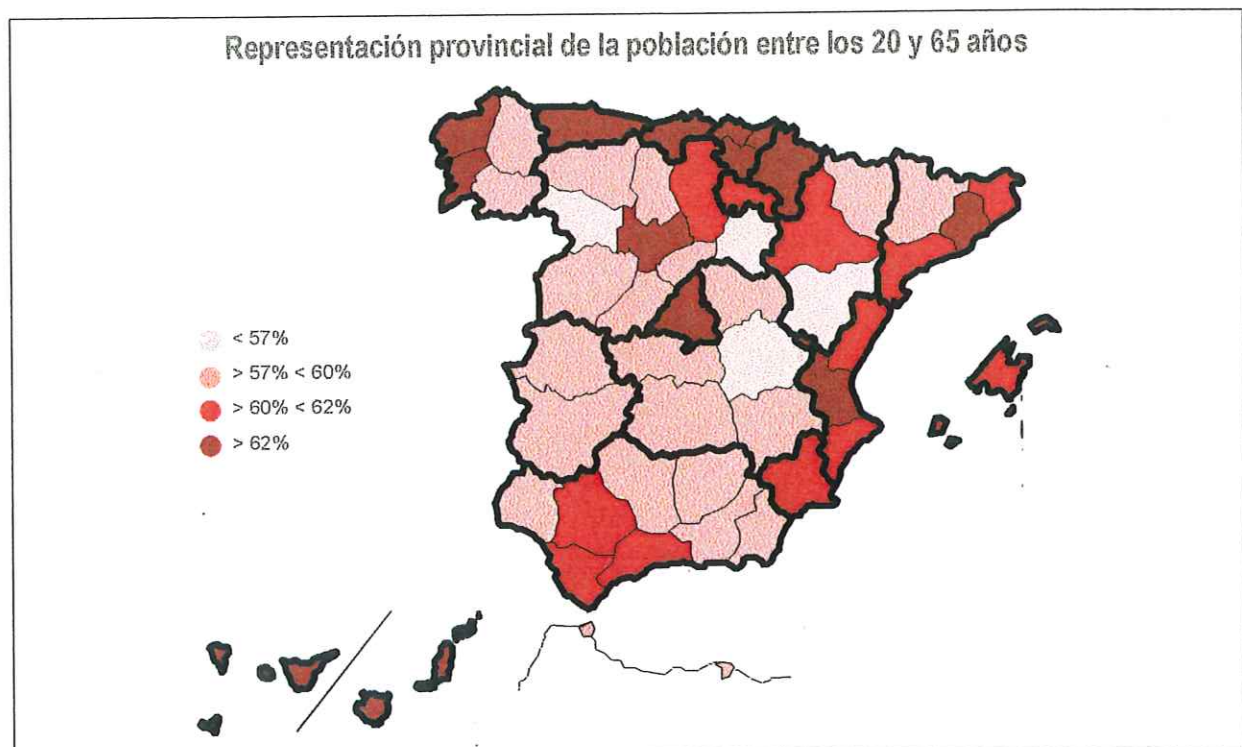 Representación provincial de la población entre los 20 y 65 años
< 57%
> 57% < 60%
> 60% < 62%
> 62%